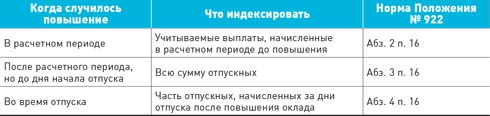 Когда случилось
повышение
Что индексировать
Норма Положения
№ 922
В расчетном периоде
Учитываемые выплаты, начисленные
в расчетном периоде до повышения
Абз. 2 п. 16
После расчетного периода,
но до дня начала отпуска
Всю сумму отпускных
Абз. 3 п. 16
Во время отпуска
Часть отпускных, начисленных за дни
отпуска после повышения оклада
Абз. 4 п. 16